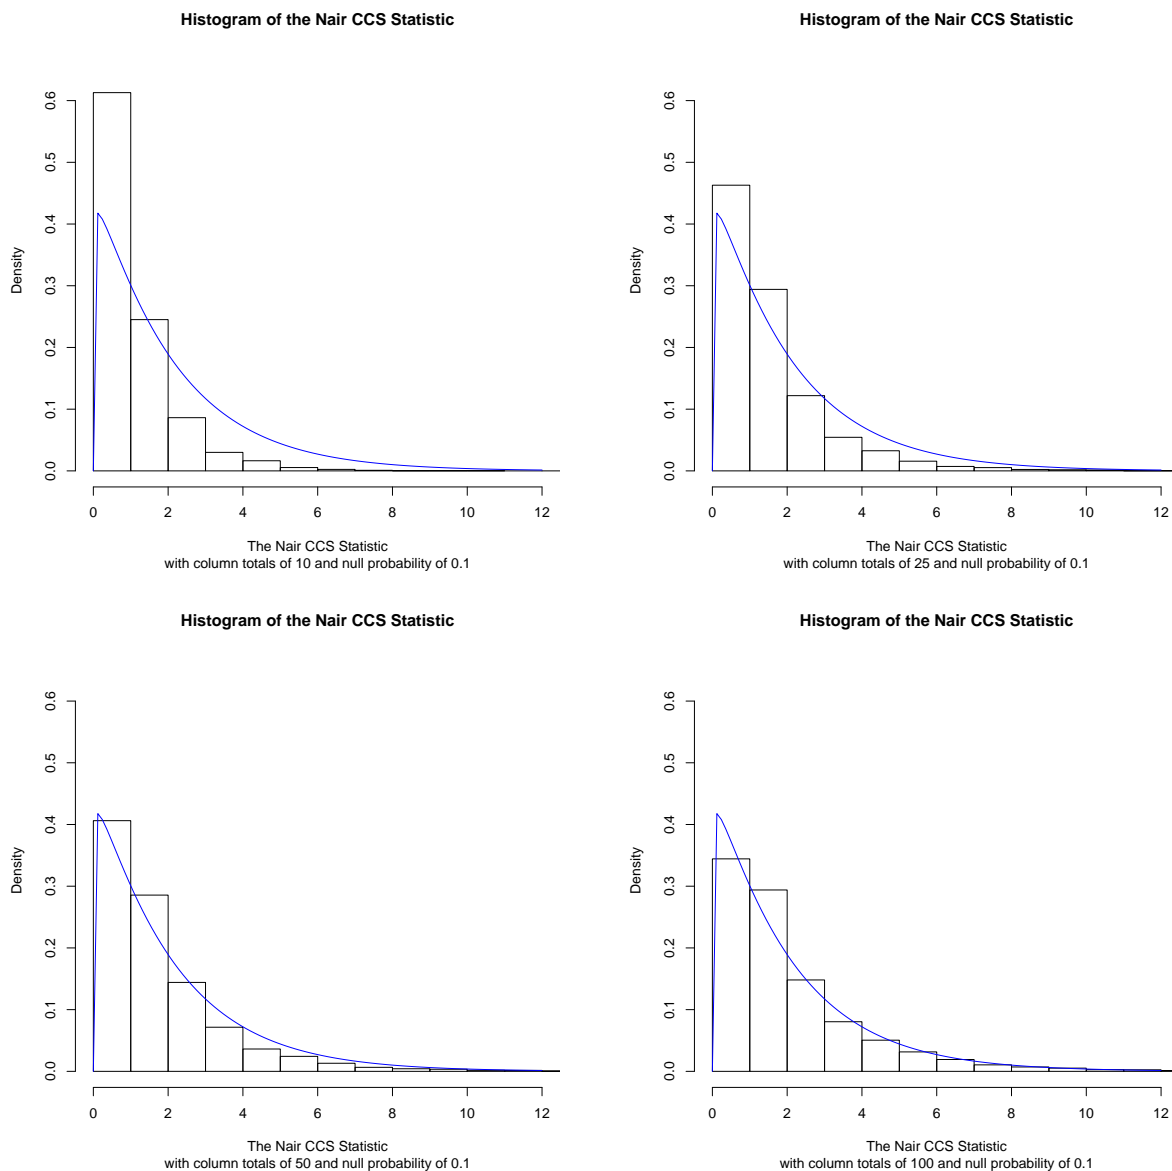 Histogram of the Nair CCS Statistic
Density
0.0 0.1 0.2 0.3 0.4 0.5 0.6
0 2 4 6 8 10 12
The Nair CCS Statistic
with column totals of 10 and null probability of 0.1
Histogram of the Nair CCS Statistic
Density
0.0 0.1 0.2 0.3 0.4 0.5 0.6
0 2 4 6 8 10 12
The Nair CCS Statistic
with column totals of 25 and null probability of 0.1
Histogram of the Nair CCS Statistic
Density
0.0 0.1 0.2 0.3 0.4 0.5 0.6
0 2 4 6 8 10 12
The Nair CCS Statistic
with column totals of 50 and null probability of 0.1
Histogram of the Nair CCS Statistic
Density
0.0 0.1 0.2 0.3 0.4 0.5 0.6
0 2 4 6 8 10 12
The Nair CCS Statistic
with column totals of 100 and null probability of 0.1